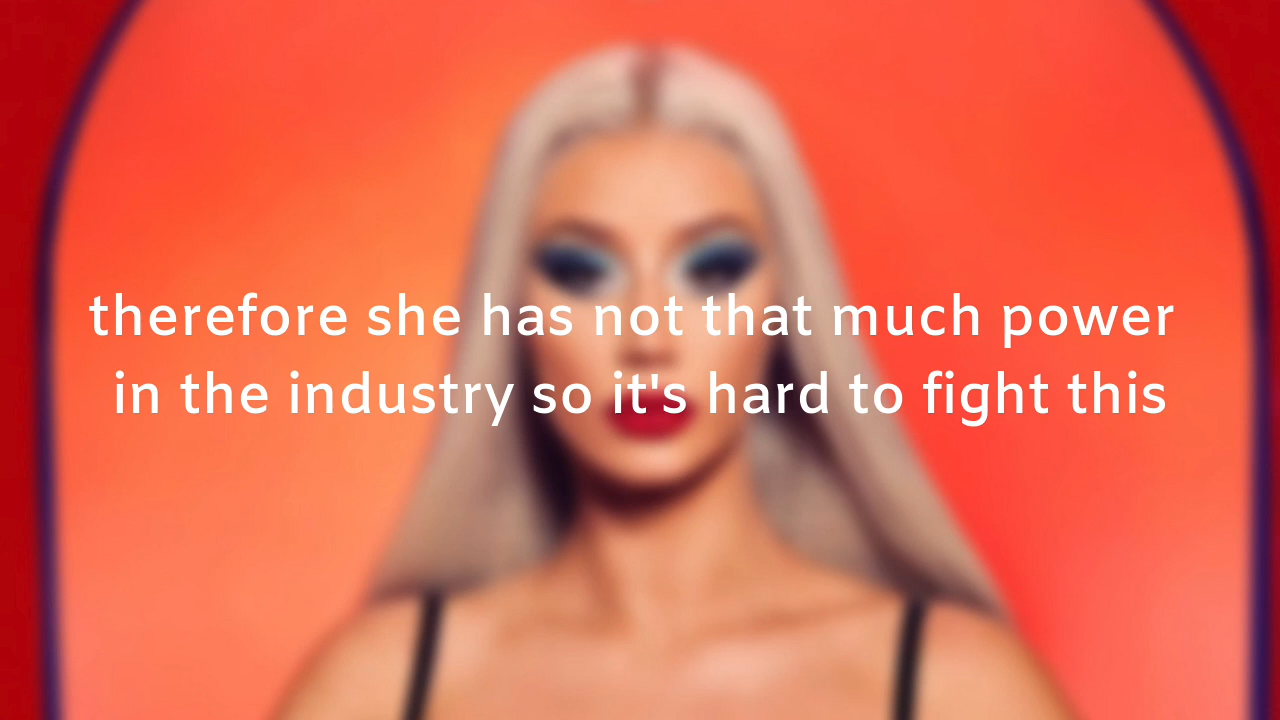 therefore she has not that much power
in the industry so it's hard to fight this